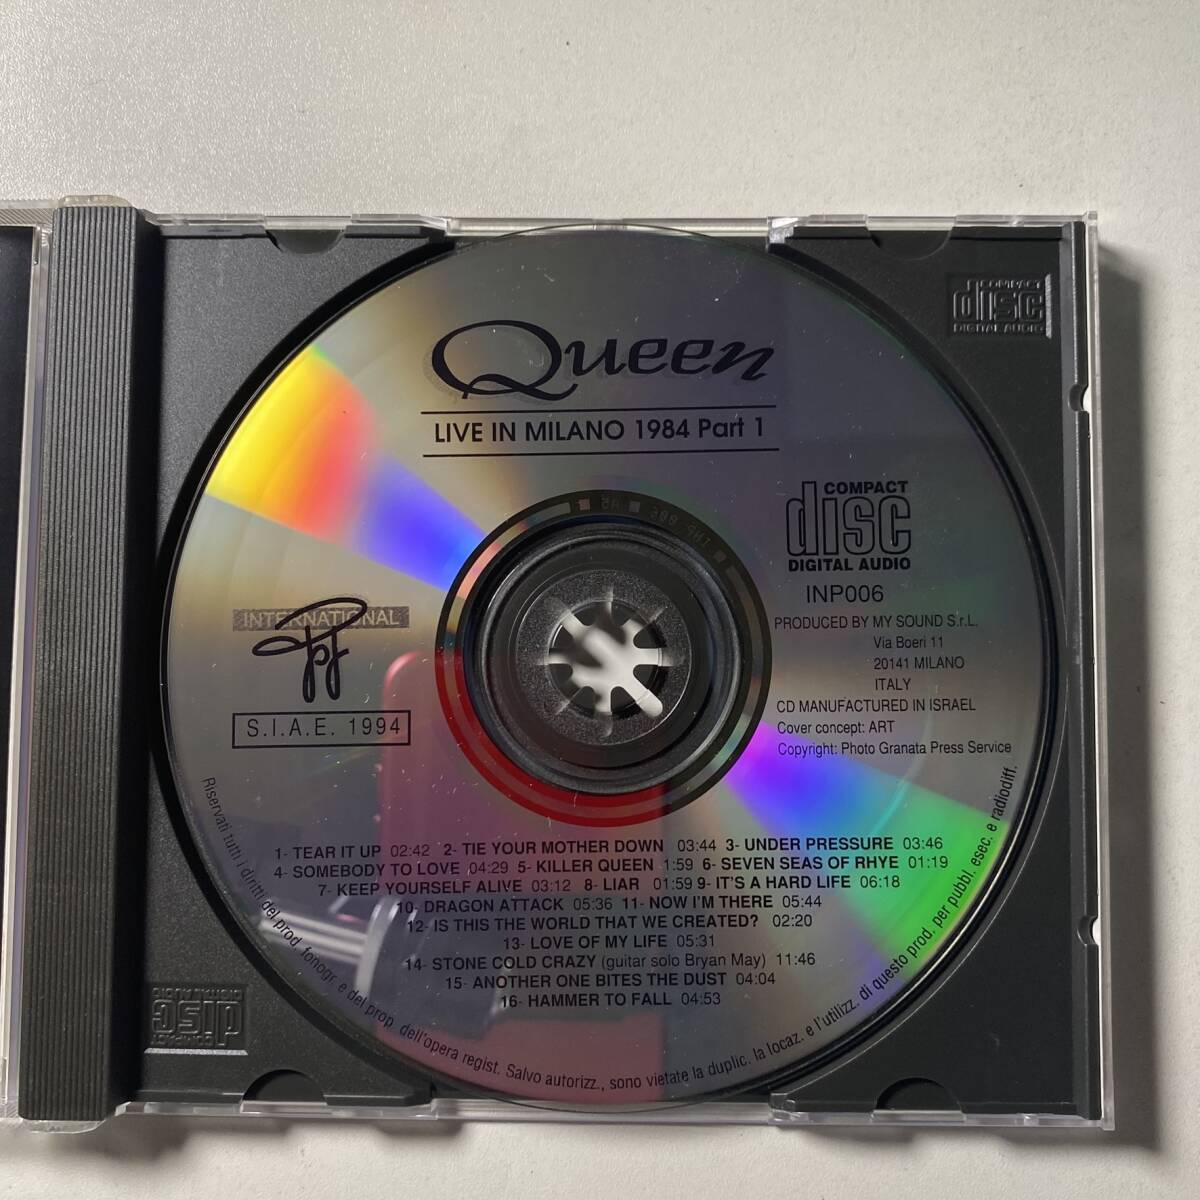 Queen
LIVE IN MILANO 1984 Part 1
COMPACT
disc
DIGITAL AUDIO
COMPACT
disc
DIGITAL AUDIO
INP006
INP 006
PRODUCED BY MY SOUND S.r.L.
Via Boeri 11
20141 MILANO
ITALY
CD MANUFACTURED IN ISRAEL
Cover concept: ART
Copyright: Photo Granata Press Service
INTERNATIONAL
S.I.A.E. 1994
1- TEAR IT UP 02:42 2- TIE YOUR MOTHER DOWN 03:44 3- UNDER PRESSURE 03:46
4- SOMEBODY TO LOVE 04:29 5- KILLER QUEEN 1:59 6- SEVEN SEAS OF RHYE 01:19
7- KEEP YOURSELF ALIVE 03:12 8- LIAR 01:59 9- IT'S A HARD LIFE 06:18
10- DRAGON ATTACK 05:36 11- NOW I'M THERE 05:44
12- IS THIS THE WORLD THAT WE CREATED? 02:20
13- LOVE OF MY LIFE 05:31
14- STONE COLD CRAZY (guitar solo Bryan May) 11:46
15- ANOTHER ONE BITES THE DUST 04:04
16- HAMMER TO FALL 04:53
Riservati tutti i diritti del prod. fonogr. e del prop. dell'opera regist. Salvo autorizz., sono vietate la duplic. la locaz. e l'utilizz. di questo prod. per pubbl. esec. e radiodiff.
COMPACT
disc
DIGITAL AUDIO